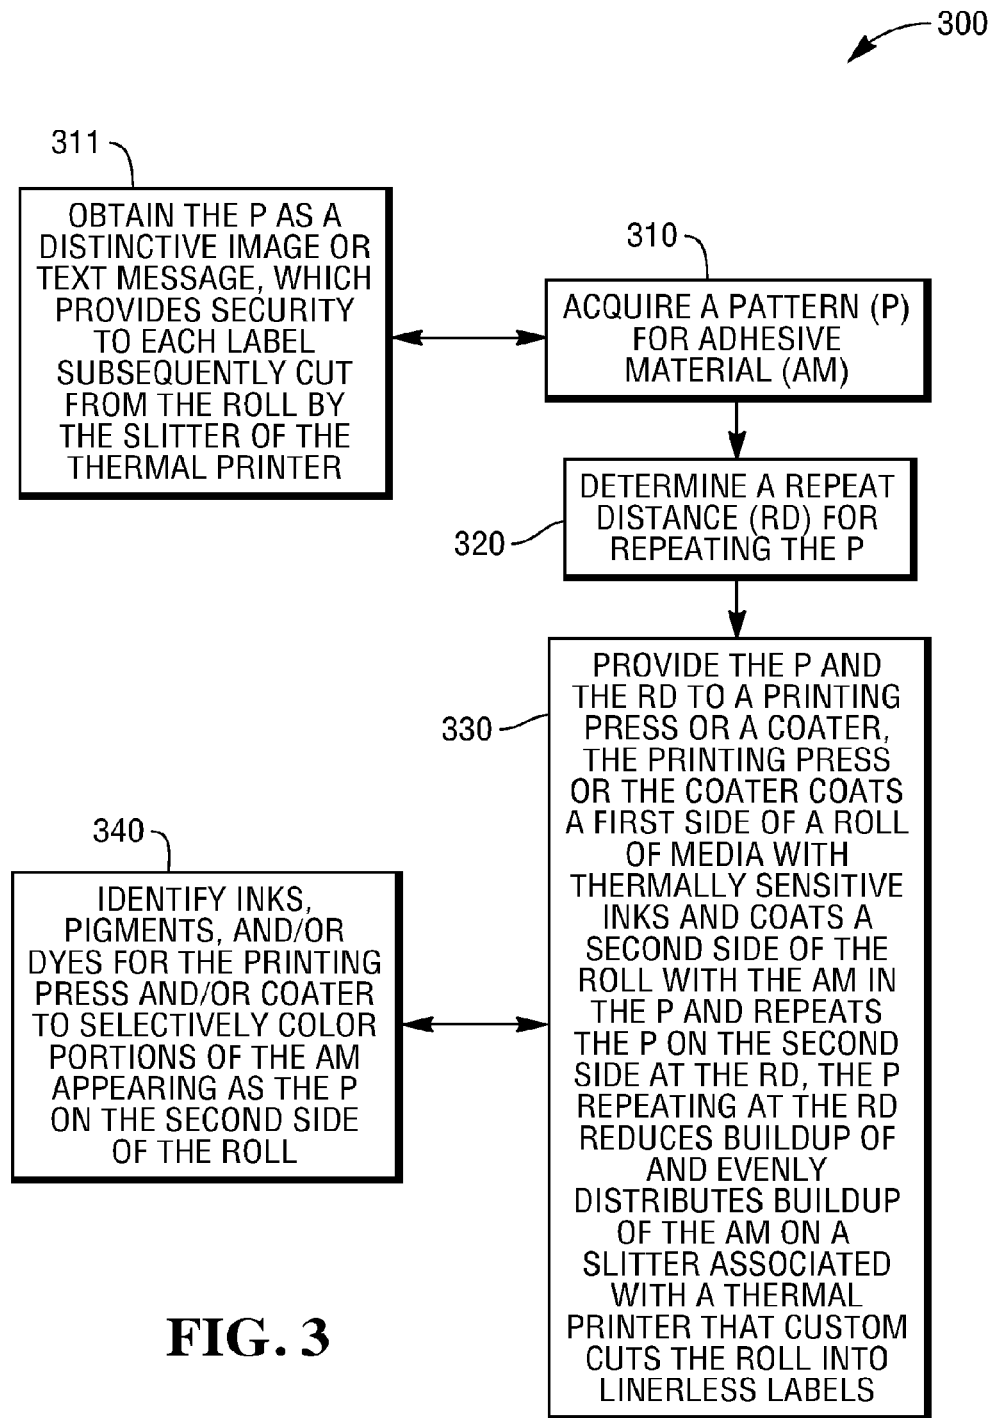 300
311
OBTAIN THE P AS A
DISTINCTIVE IMAGE OR
TEXT MESSAGE, WHICH
PROVIDES SECURITY
TO EACH LABEL
SUBSEQUENTLY CUT
FROM THE ROLL BY
THE SLITTER OF THE
THERMAL PRINTER
310
ACQUIRE A PATTERN (P)
FOR ADHESIVE
MATERIAL (AM)
320
DETERMINE A REPEAT
DISTANCE (RD) FOR
REPEATING THE P
330
PROVIDE THE P AND
THE RD TO A PRINTING
PRESS OR A COATER,
THE PRINTING PRESS
OR THE COATER COATS
A FIRST SIDE OF A ROLL
OF MEDIA WITH
THERMALLY SENSITIVE
INKS AND COATS A
SECOND SIDE OF THE
ROLL WITH THE AM IN
THE P AND REPEATS
THE P ON THE SECOND
SIDE AT THE RD, THE P
REPEATING AT THE RD
REDUCES BUILDUP OF
AND EVENLY
DISTRIBUTES BUILDUP
OF THE AM ON A
SLITTER ASSOCIATED
WITH A THERMAL
PRINTER THAT CUSTOM
CUTS THE ROLL INTO
LINERLESS LABELS
340
IDENTIFY INKS,
PIGMENTS, AND/OR
DYES FOR THE PRINTING
PRESS AND/OR COATER
TO SELECTIVELY COLOR
PORTIONS OF THE AM
APPEARING AS THE P
ON THE SECOND SIDE
OF THE ROLL
FIG. 3